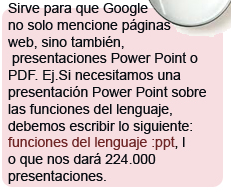 Sirve para que Google
no solo mencione páginas
web, sino también,
presentaciones Power Point o
PDF. Ej.Si necesitamos una
presentación Power Point sobre
las funciones del lenguaje,
debemos escribir lo siguiente:
funciones del lenguaje :ppt, l
o que nos dará 224.000
presentaciones.